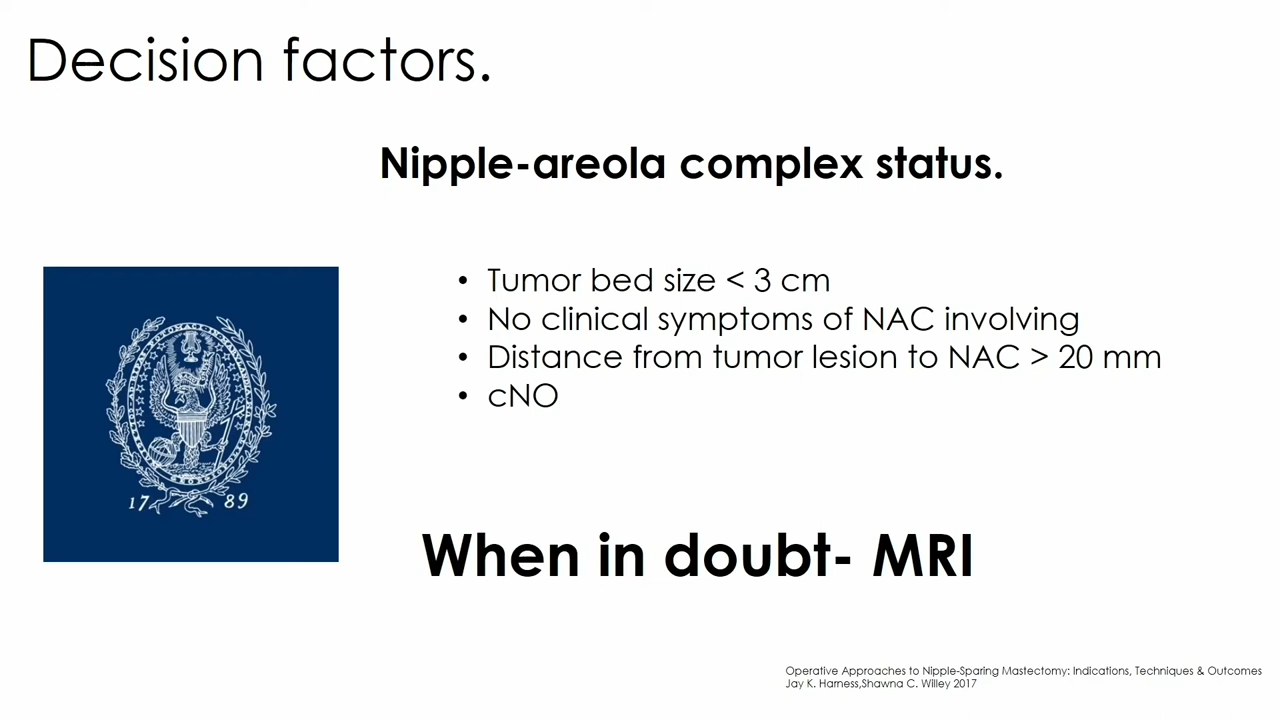 Decision factors.
Nipple-areola complex status.
• Tumor bed size < 3 cm
• No clinical symptoms of NAC involving
• Distance from tumor lesion to NAC > 20 mm
• cNO
17 89
When in doubt- MRI
Operative Approaches to Nipple-Sparing Mastectomy: Indications, Techniques & Outcomes
Jay K. Harness,Shawna C. Willey 2017